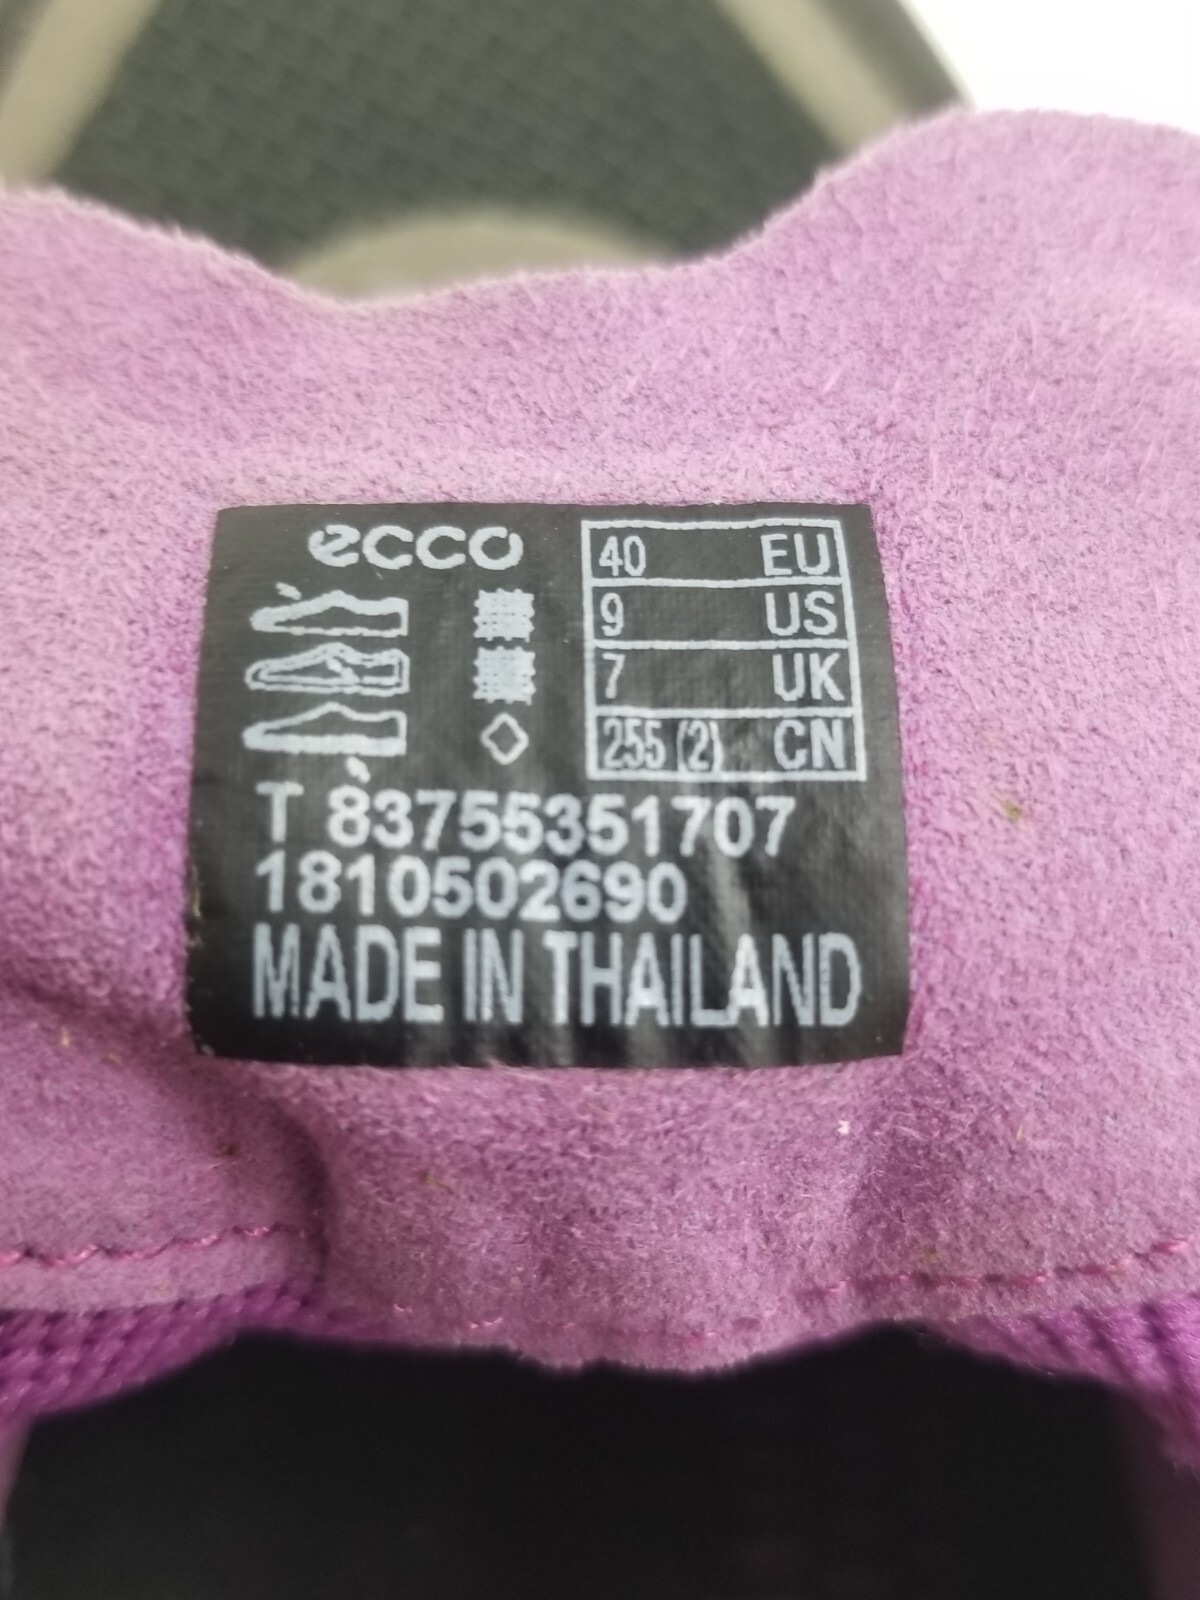 ecco
40 EU
9 US
7 UK
255 (2) CN
T 83755351707
1810502690
MADE IN THAILAND